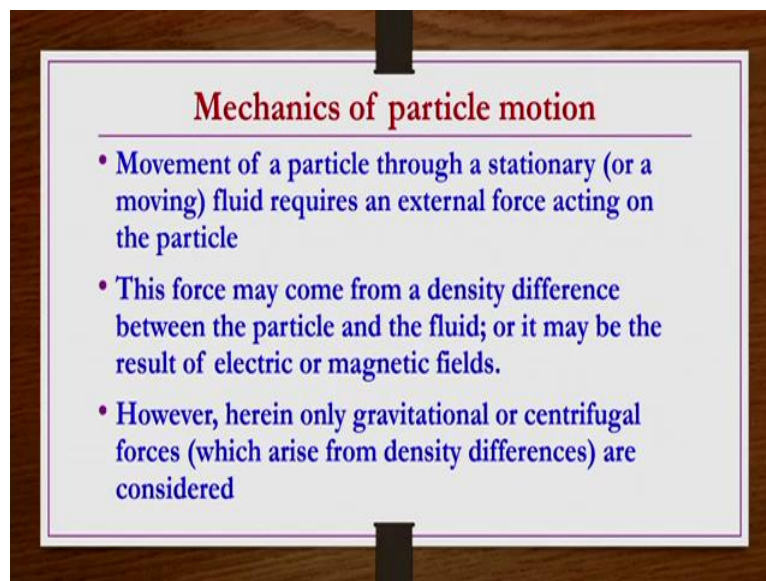 Mechanics of particle motion
• Movement of a particle through a stationary (or a
moving) fluid requires an external force acting on
the particle
• This force may come from a density difference
between the particle and the fluid; or it may be the
result of electric or magnetic fields.
• However, herein only gravitational or centrifugal
forces (which arise from density differences) are
considered